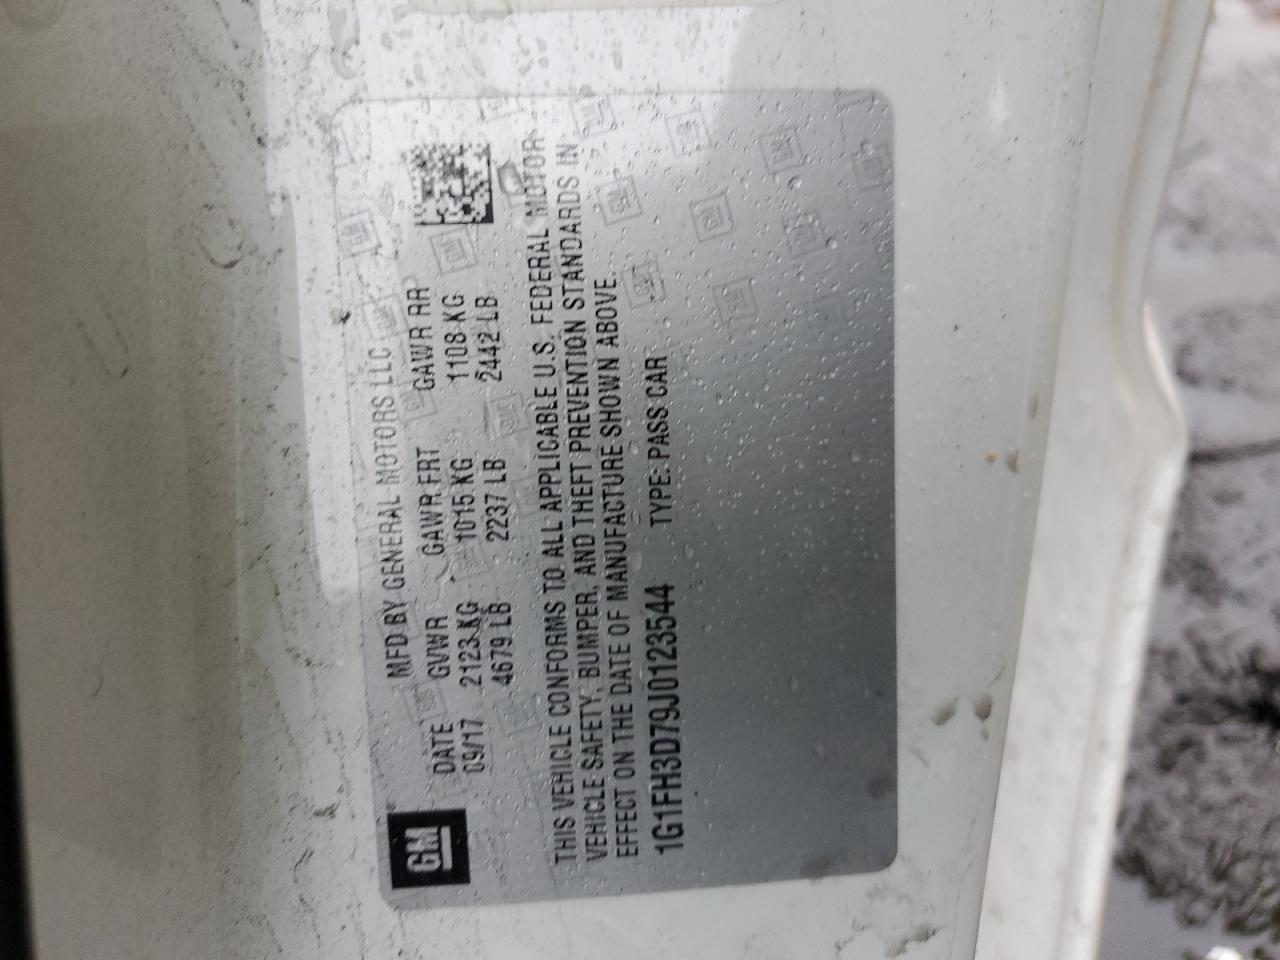 GM
MFD BY GENERAL MOTORS LLC
DATE GVWR GAWR FRT GAWR RR
09/17 2123 KG 1015 KG 1108 KG
4679 LB 2237 LB 2442 LB
THIS VEHICLE CONFORMS TO ALL APPLICABLE U.S. FEDERAL MOTOR
VEHICLE SAFETY, BUMPER, AND THEFT PREVENTION STANDARDS IN
EFFECT ON THE DATE OF MANUFACTURE SHOWN ABOVE.
1G1FH3D79J0123544 TYPE: PASS CAR